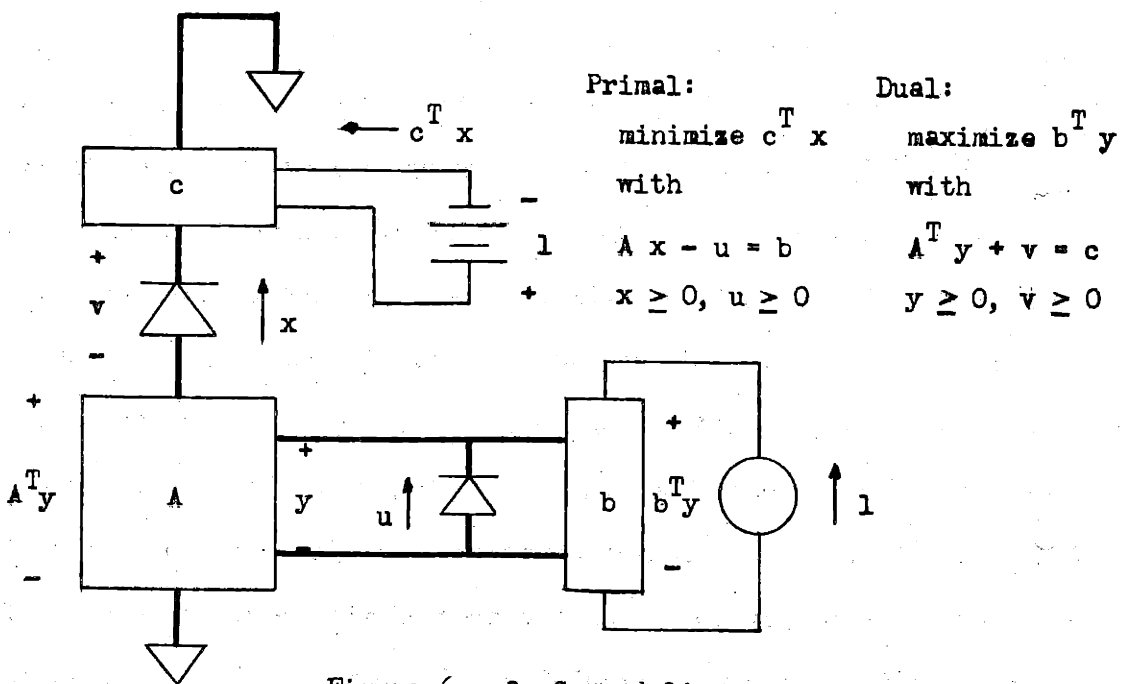 Primal:
minimize c^T x
with
A x - u = b
x ≥ 0, u ≥ 0
Dual:
maximize b^T y
with
A^T y + v = c
y ≥ 0, v ≥ 0
← c^T x
c
-
1
+
+
v
-
x
+
A^T y
-
A
+
y
-
u
b
+
b^T y
-
1